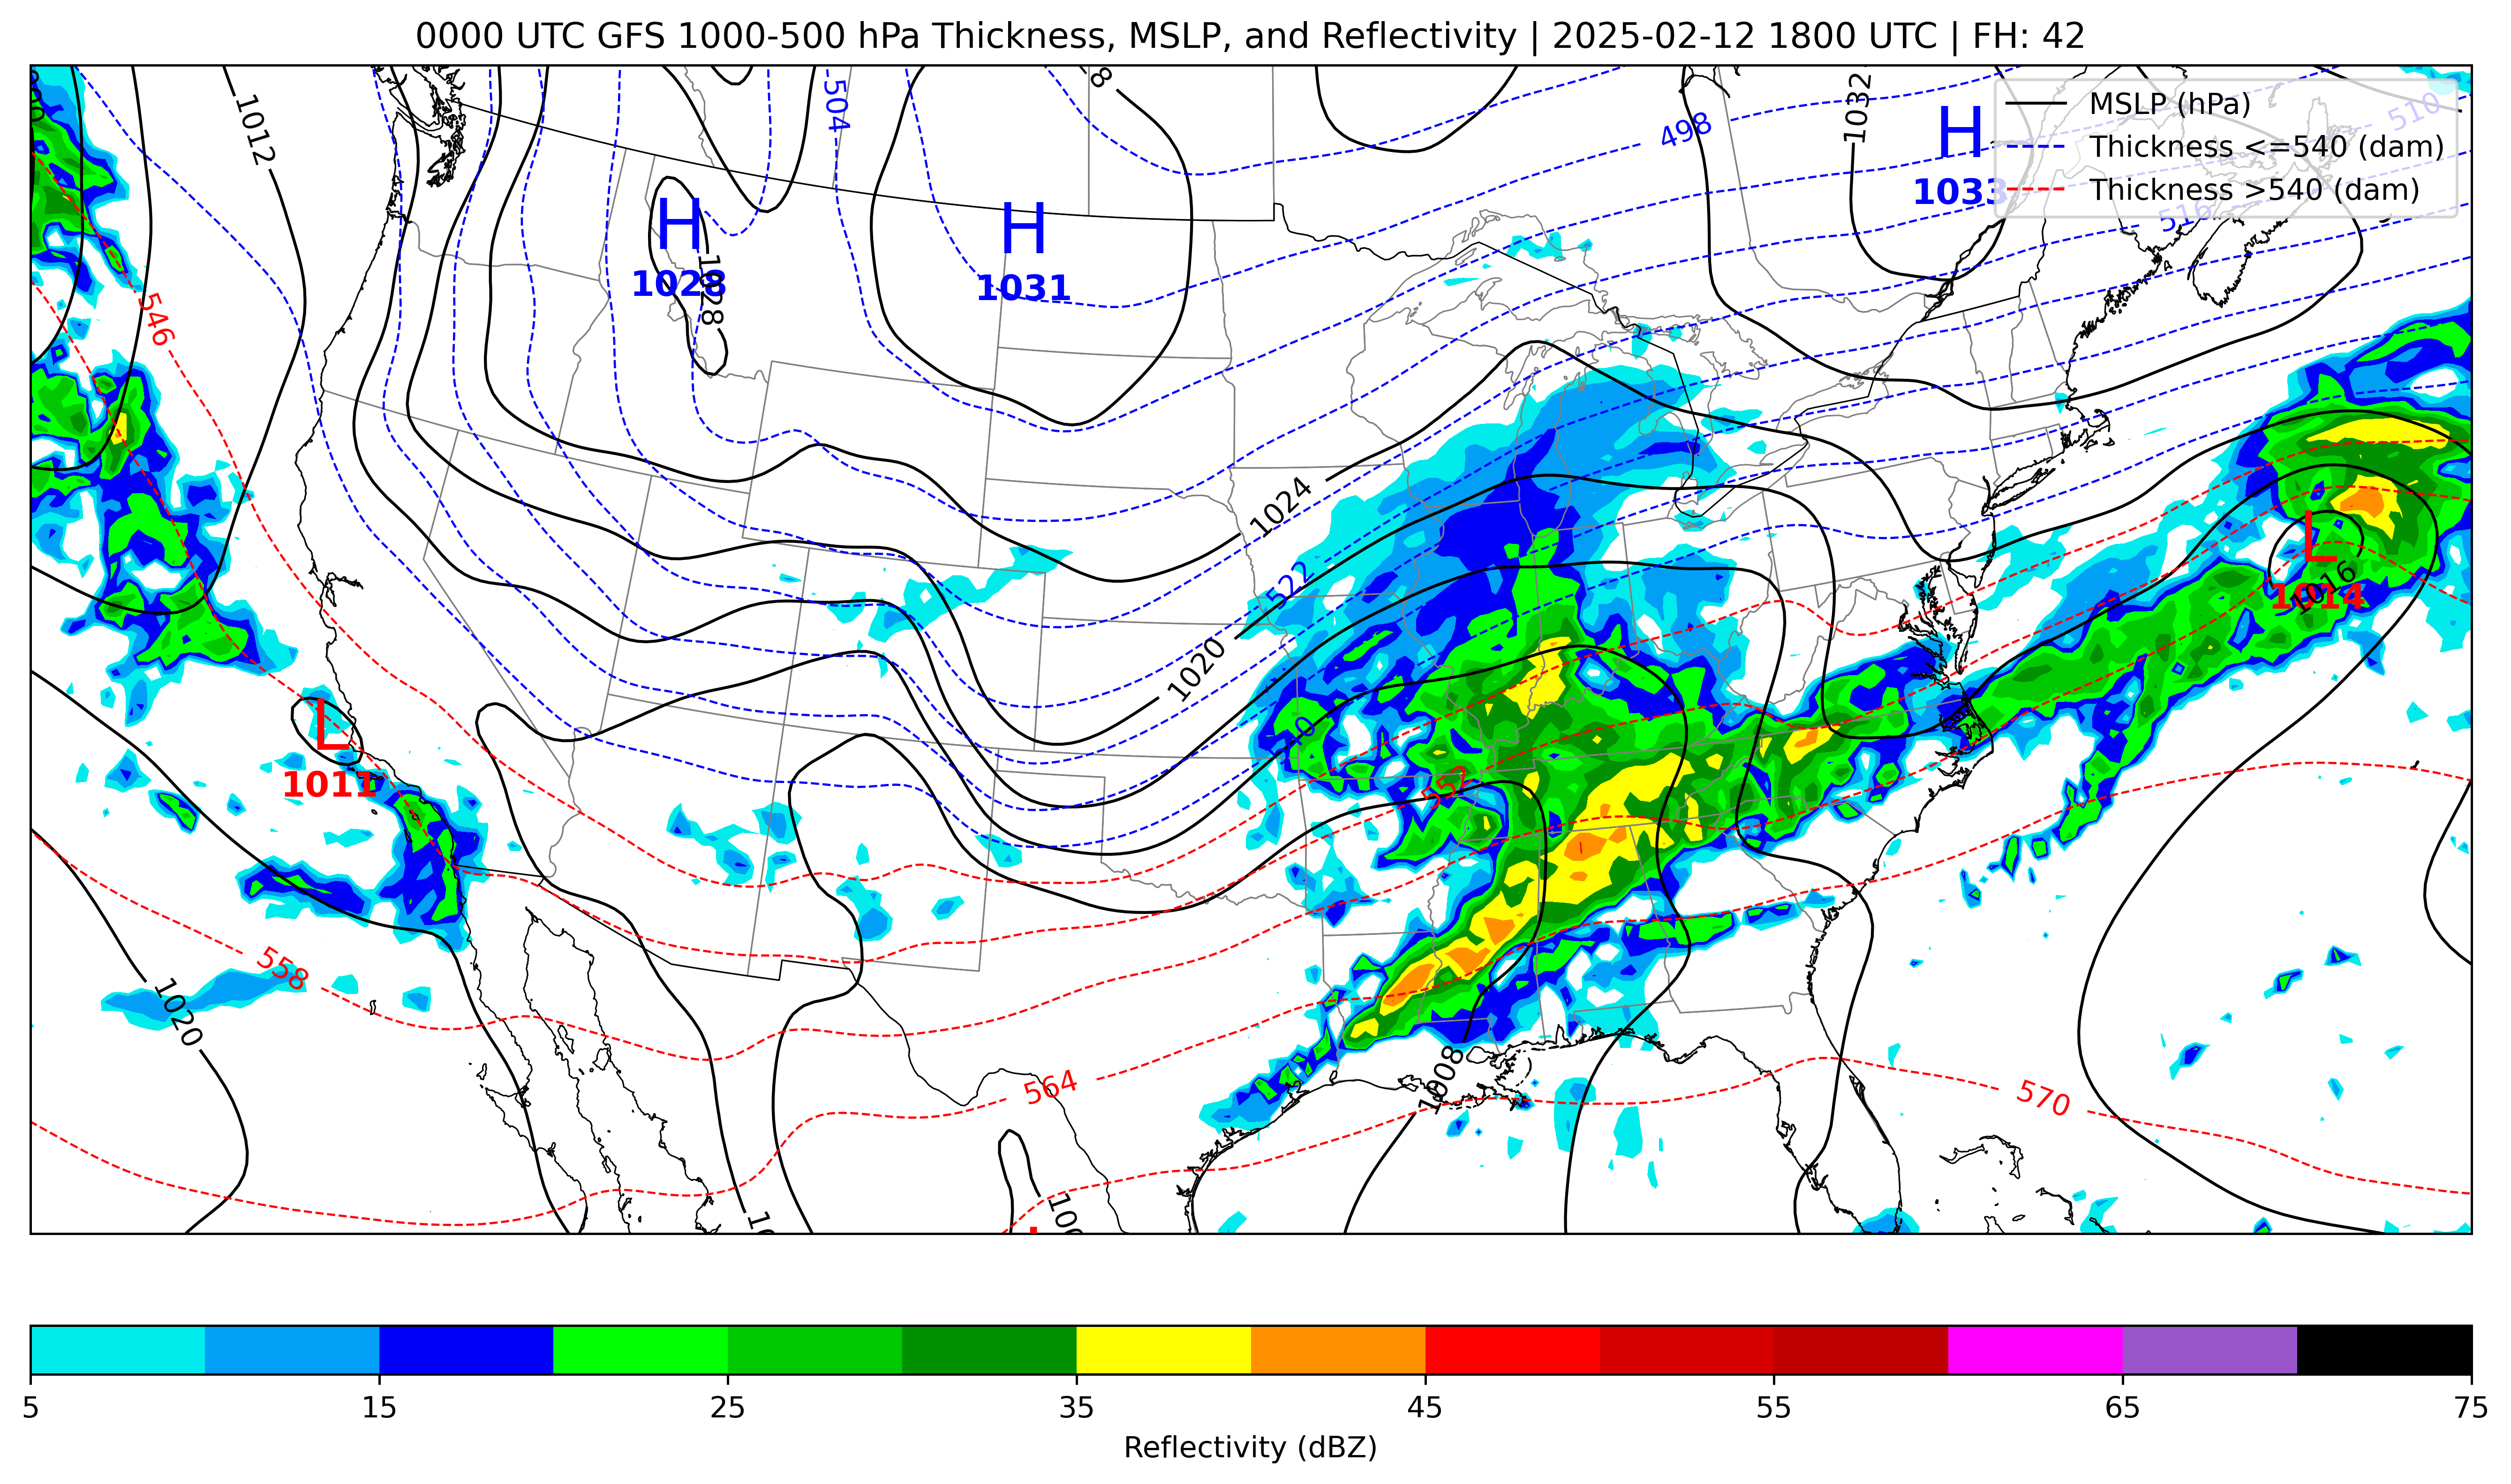 0000 UTC GFS 1000-500 hPa Thickness, MSLP, and Reflectivity | 2025-02-12 1800 UTC | FH: 42
MSLP (hPa)
Thickness <=540 (dam)
Thickness >540 (dam)
1012
504
8
498
1032
510
H
H
H
1033
516
1028
1028
1031
546
1024
522
L
1014
1016
1020
L
1011
540
552
558
1020
1008
564
570
5 15 25 35 45 55 65 75
Reflectivity (dBZ)